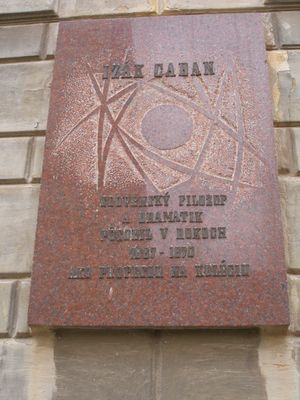 IZÁK CABAN
SLOVENSKÝ FILOZOF
A DRAMATIK
PÔSOBIL V ROKOCH
1667 - 1670
AKO PROFESOR NA KOLÉGIU